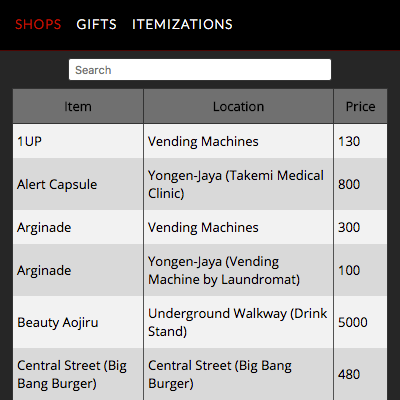 SHOPS GIFTS ITEMIZATIONS
Search
Item Location Price
1UP Vending Machines 130
Alert Capsule Yongen-Jaya (Takemi Medical Clinic) 800
Arginade Vending Machines 300
Arginade Yongen-Jaya (Vending Machine by Laundromat) 100
Beauty Aojiru Underground Walkway (Drink Stand) 5000
Central Street (Big Bang Burger) Central Street (Big Bang Burger) 480